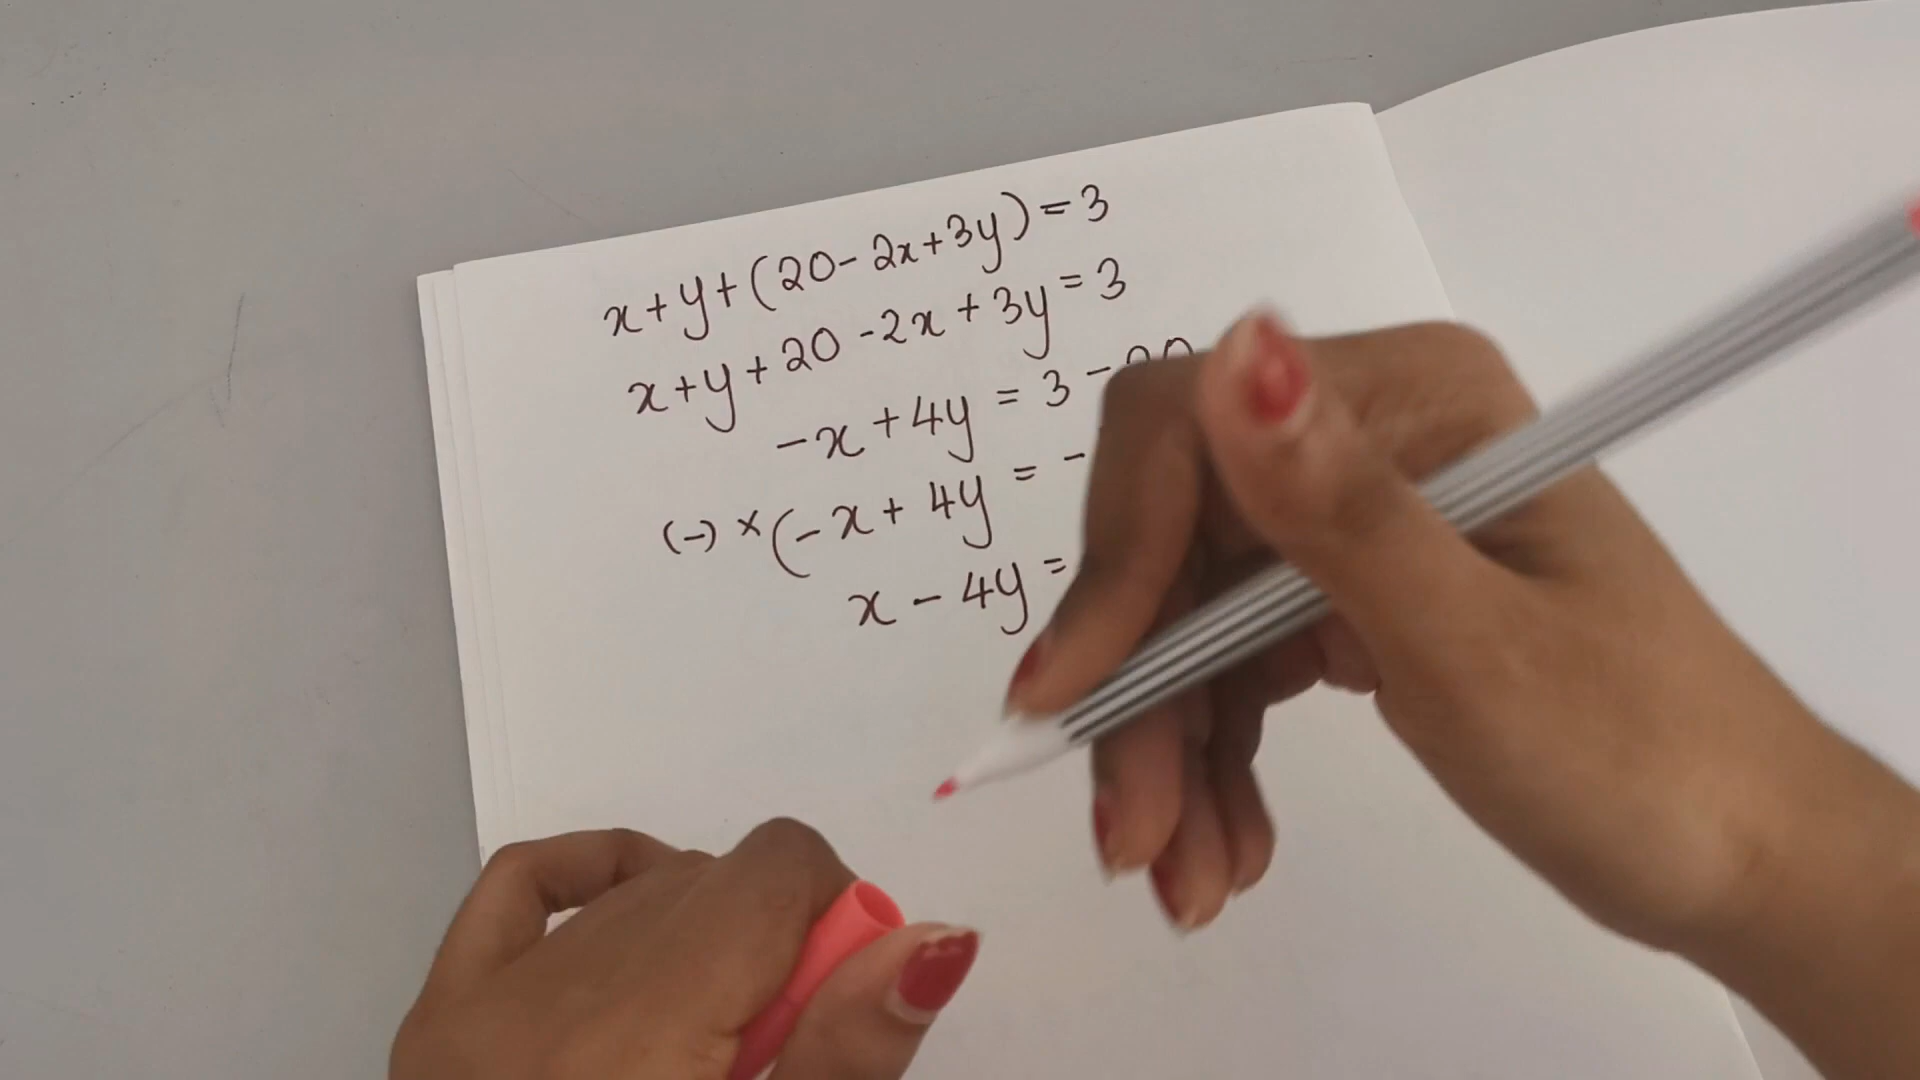 x+y+(20-2x+3y)=3
x+y+20-2x+3y=3
-x+4y=3-20
(-)×(-x+4y=-
x-4y=